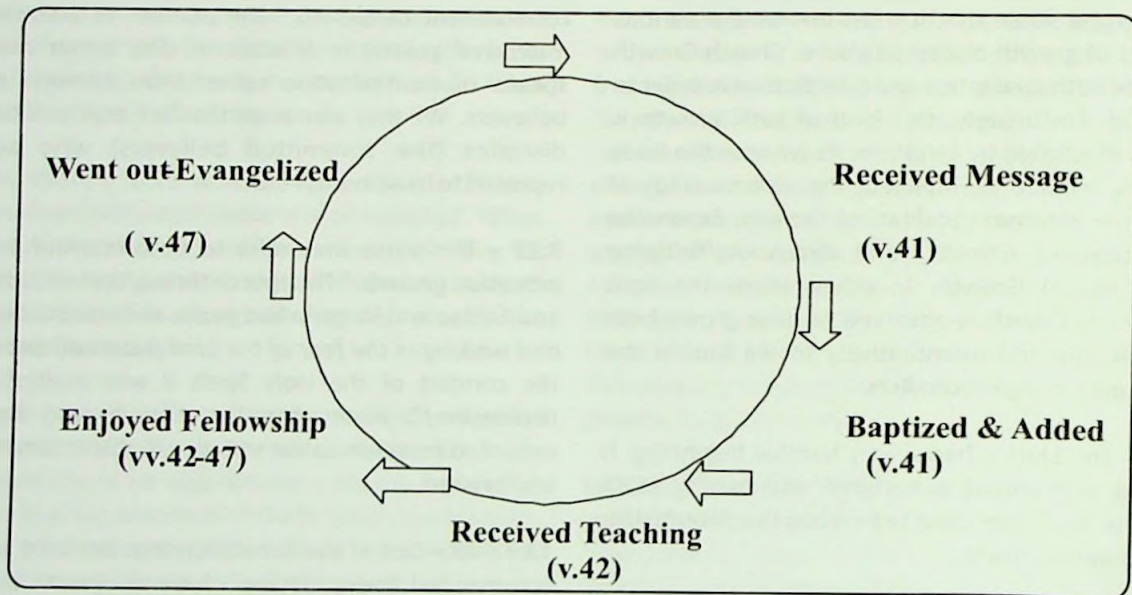 Went out-Evangelized
( v.47)
Received Message
(v.41)
Enjoyed Fellowship
(vv.42-47)
Baptized & Added
(v.41)
Received Teaching
(v.42)